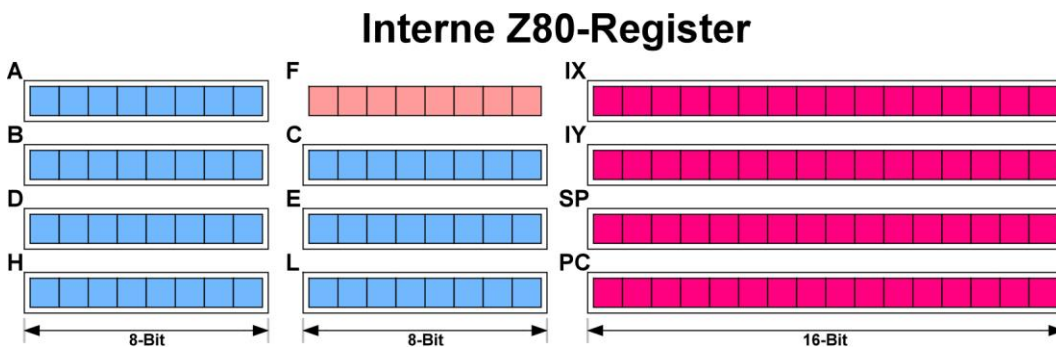 Interne Z80-Register
A F IX
B C IY
D E SP
H L PC
8-Bit 8-Bit 16-Bit